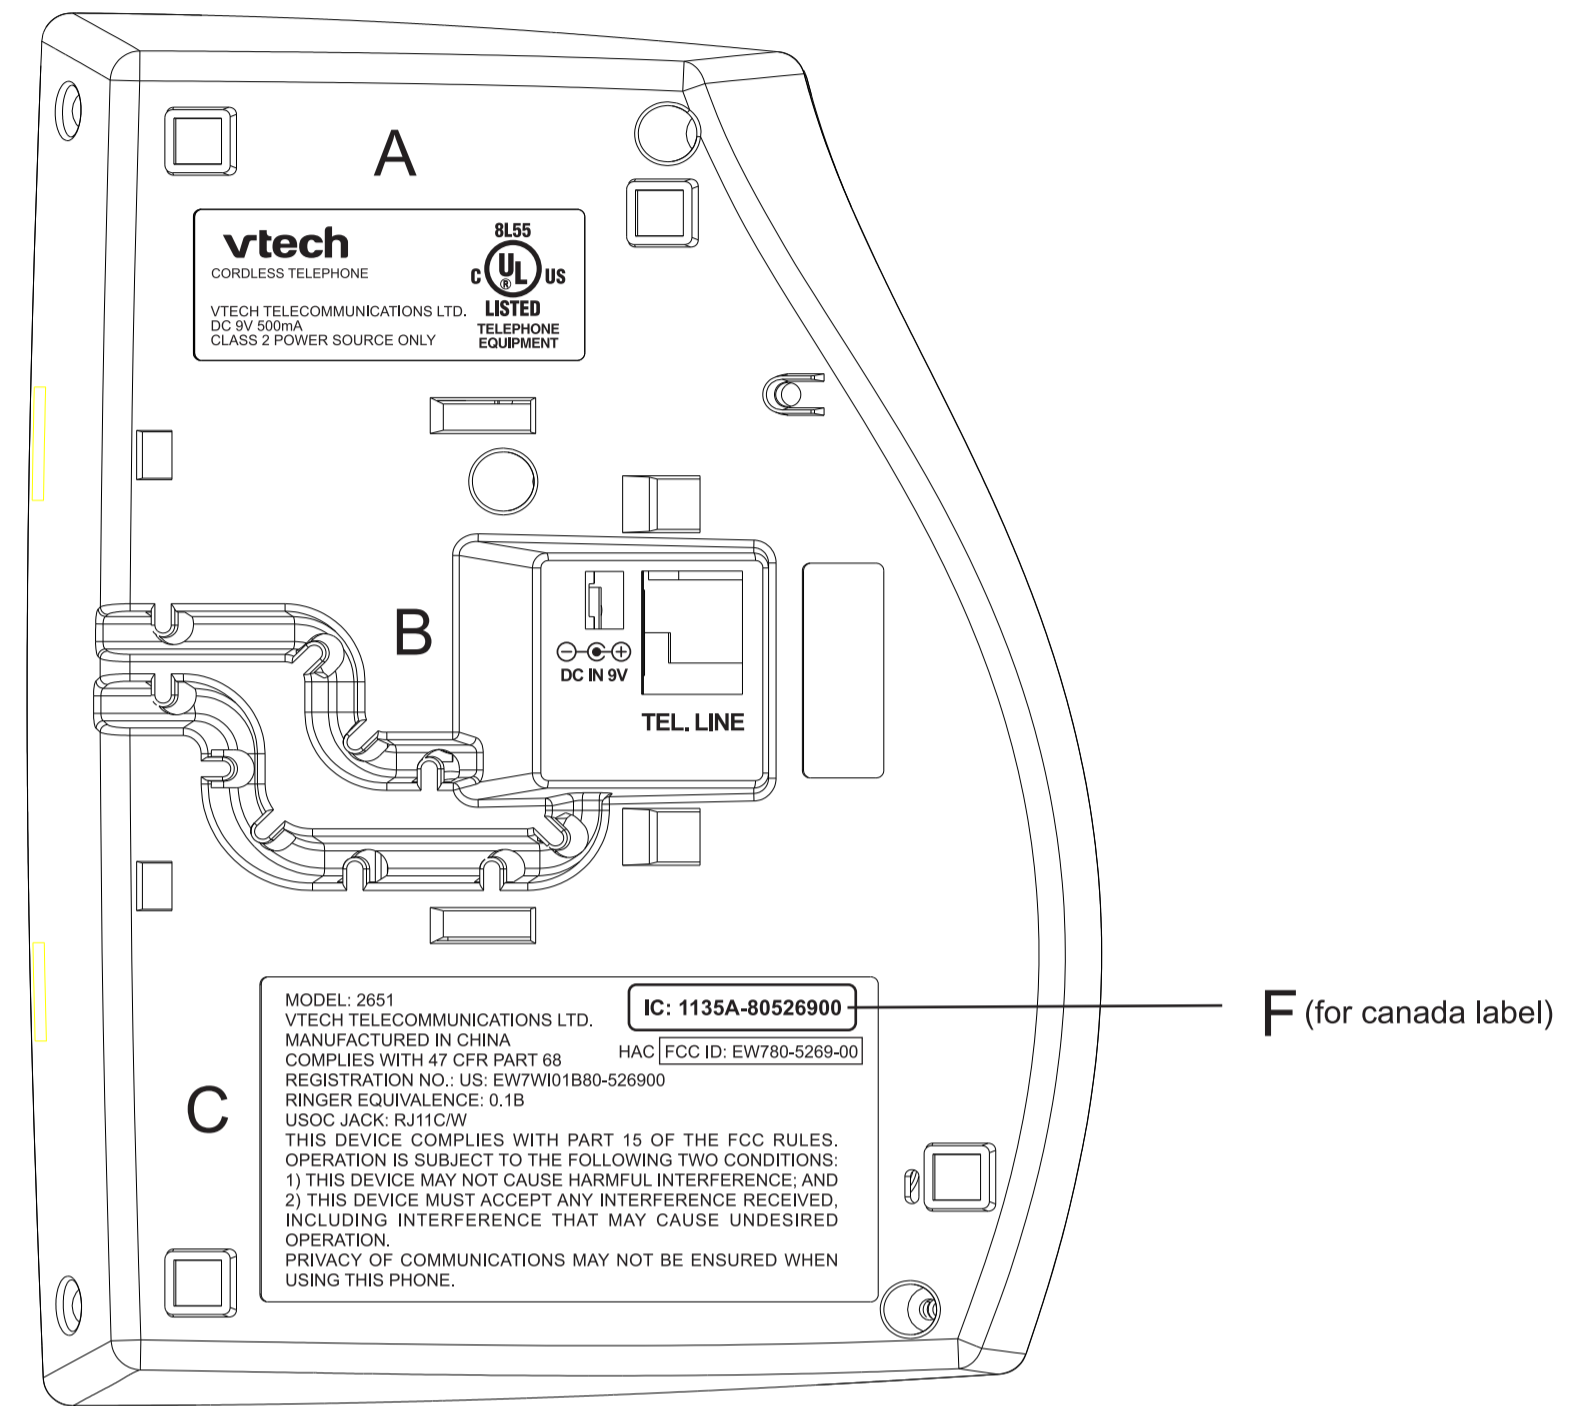 A
vtech
CORDLESS TELEPHONE
VTECH TELECOMMUNICATIONS LTD.
DC 9V 500mA
CLASS 2 POWER SOURCE ONLY
8L55
C UL US
®
LISTED
TELEPHONE
EQUIPMENT
B
DC IN 9V
TEL. LINE
C
MODEL: 2651
VTECH TELECOMMUNICATIONS LTD.
MANUFACTURED IN CHINA
COMPLIES WITH 47 CFR PART 68
REGISTRATION NO.: US: EW7WI01B80-526900
RINGER EQUIVALENCE: 0.1B
USOC JACK: RJ11C/W
THIS DEVICE COMPLIES WITH PART 15 OF THE FCC RULES.
OPERATION IS SUBJECT TO THE FOLLOWING TWO CONDITIONS:
1) THIS DEVICE MAY NOT CAUSE HARMFUL INTERFERENCE; AND
2) THIS DEVICE MUST ACCEPT ANY INTERFERENCE RECEIVED,
INCLUDING INTERFERENCE THAT MAY CAUSE UNDESIRED
OPERATION.
PRIVACY OF COMMUNICATIONS MAY NOT BE ENSURED WHEN
USING THIS PHONE.
IC: 1135A-80526900
HAC FCC ID: EW780-5269-00
F (for canada label)